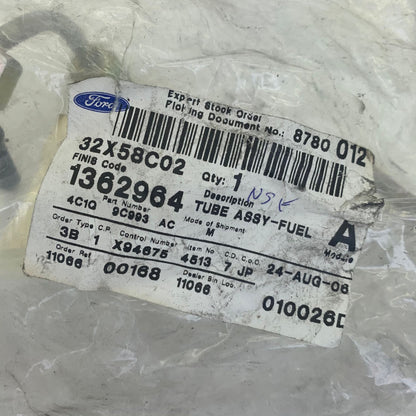 Ford
Expert Stock Order
Picking Document No: 8780 012
32X58C02
FINIS Code
Qty: 1
NSF
1362964
Description
TUBE ASSY-FUEL
A
Module
Part Number
4C1Q 9C993 AC
Mode of Shipment
M
Order Type C.P. Control Number Item No C.D. C.o.O.
3B 1 X94675 4513 7 JP 24-AUG-06
Order Ref
11066 00168
Dealer Bin Loc.
11066
010026D